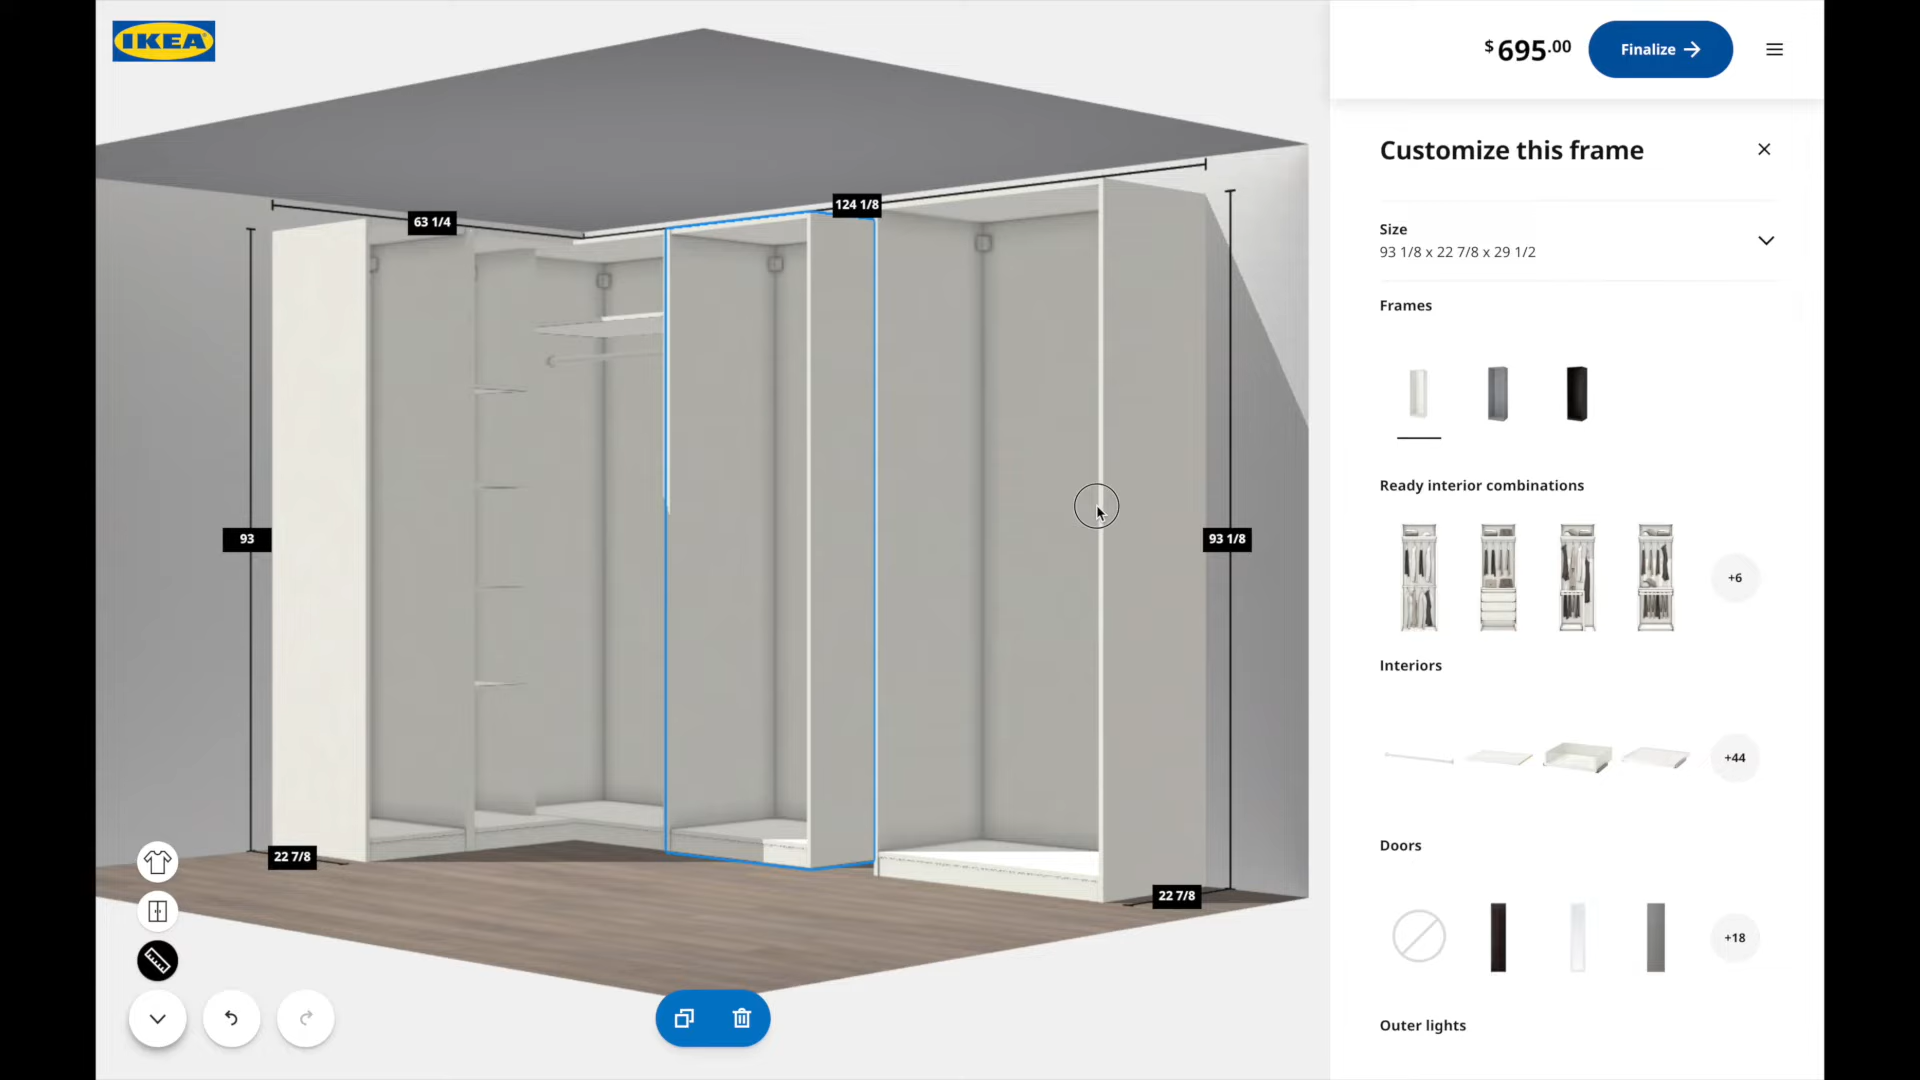 IKEA
$695.00
Finalize
Customize this frame
Size
93 1/8 x 22 7/8 x 29 1/2
Frames
Ready interior combinations
+6
Interiors
+44
Doors
+18
Outer lights
63 1/4
124 1/8
93
93 1/8
22 7/8
22 7/8